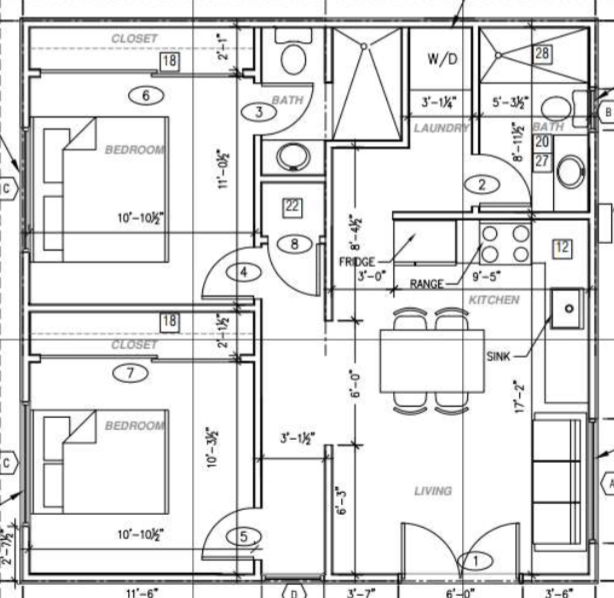 CLOSET
18
2'-1"
W/D
28
6
3
BATH
3'-1¼"
5'-3½"
B
LAUNDRY
BATH
20
27
8'-11½"
BEDROOM
11'-0½"
C
2
22
10'-10½"
8
8'-4½"
12
4
FRIDGE
3'-0"
RANGE
9'-5"
KITCHEN
18
2'-1½"
CLOSET
SINK
7
6'-0"
17'-2"
BEDROOM
10'-3½"
3'-1½"
C
6'-3"
LIVING
A
10'-10½"
5
1
2'-7½"
11'-6"
D
3'-7"
6'-0"
3'-6"